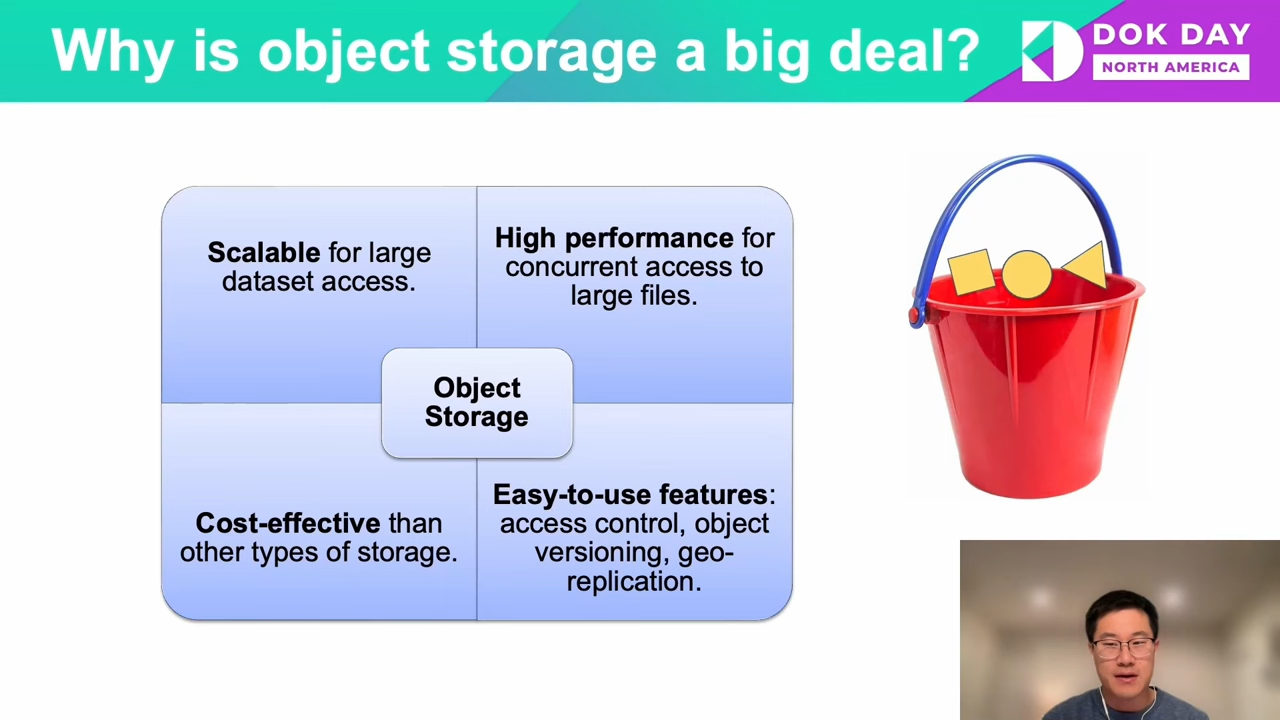 Why is object storage a big deal?
DOK DAY
NORTH AMERICA
Scalable for large
dataset access.
High performance for
concurrent access to
large files.
Object
Storage
Cost-effective than
other types of storage.
Easy-to-use features:
access control, object
versioning, geo-
replication.